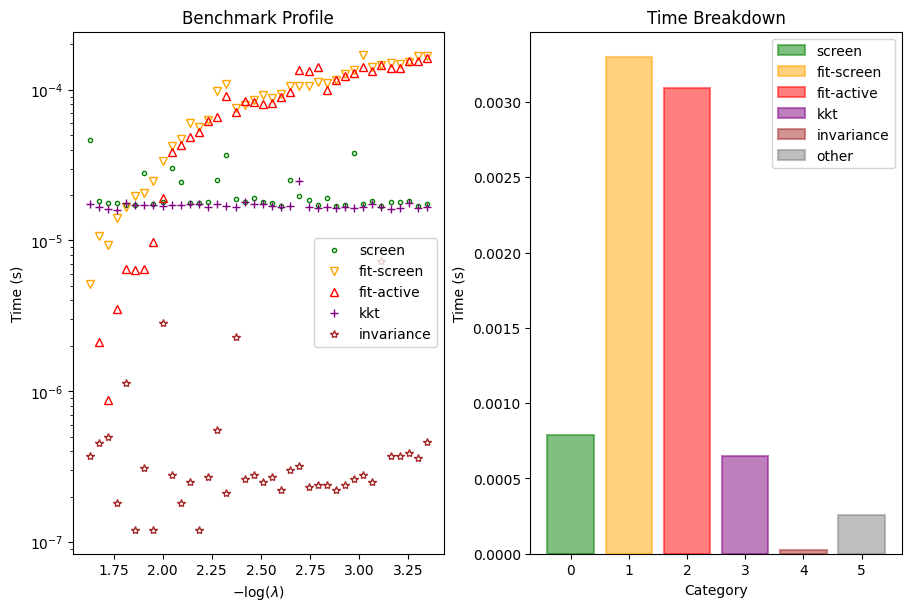 Benchmark Profile
Time (s)
10⁻⁴
10⁻⁵
10⁻⁶
10⁻⁷
screen
fit-screen
fit-active
kkt
invariance
1.75 2.00 2.25 2.50 2.75 3.00 3.25
−log(λ)
Time Breakdown
Time (s)
0.0030
0.0025
0.0020
0.0015
0.0010
0.0005
0.0000
screen
fit-screen
fit-active
kkt
invariance
other
0 1 2 3 4 5
Category